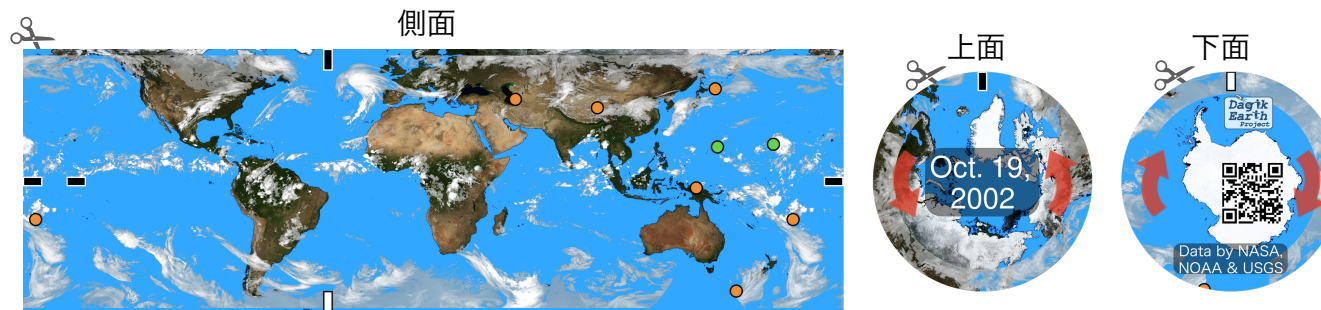 側面
上面
下面
Oct. 19,
2002
Dagik
Earth
Project
Data by NASA,
NOAA & USGS